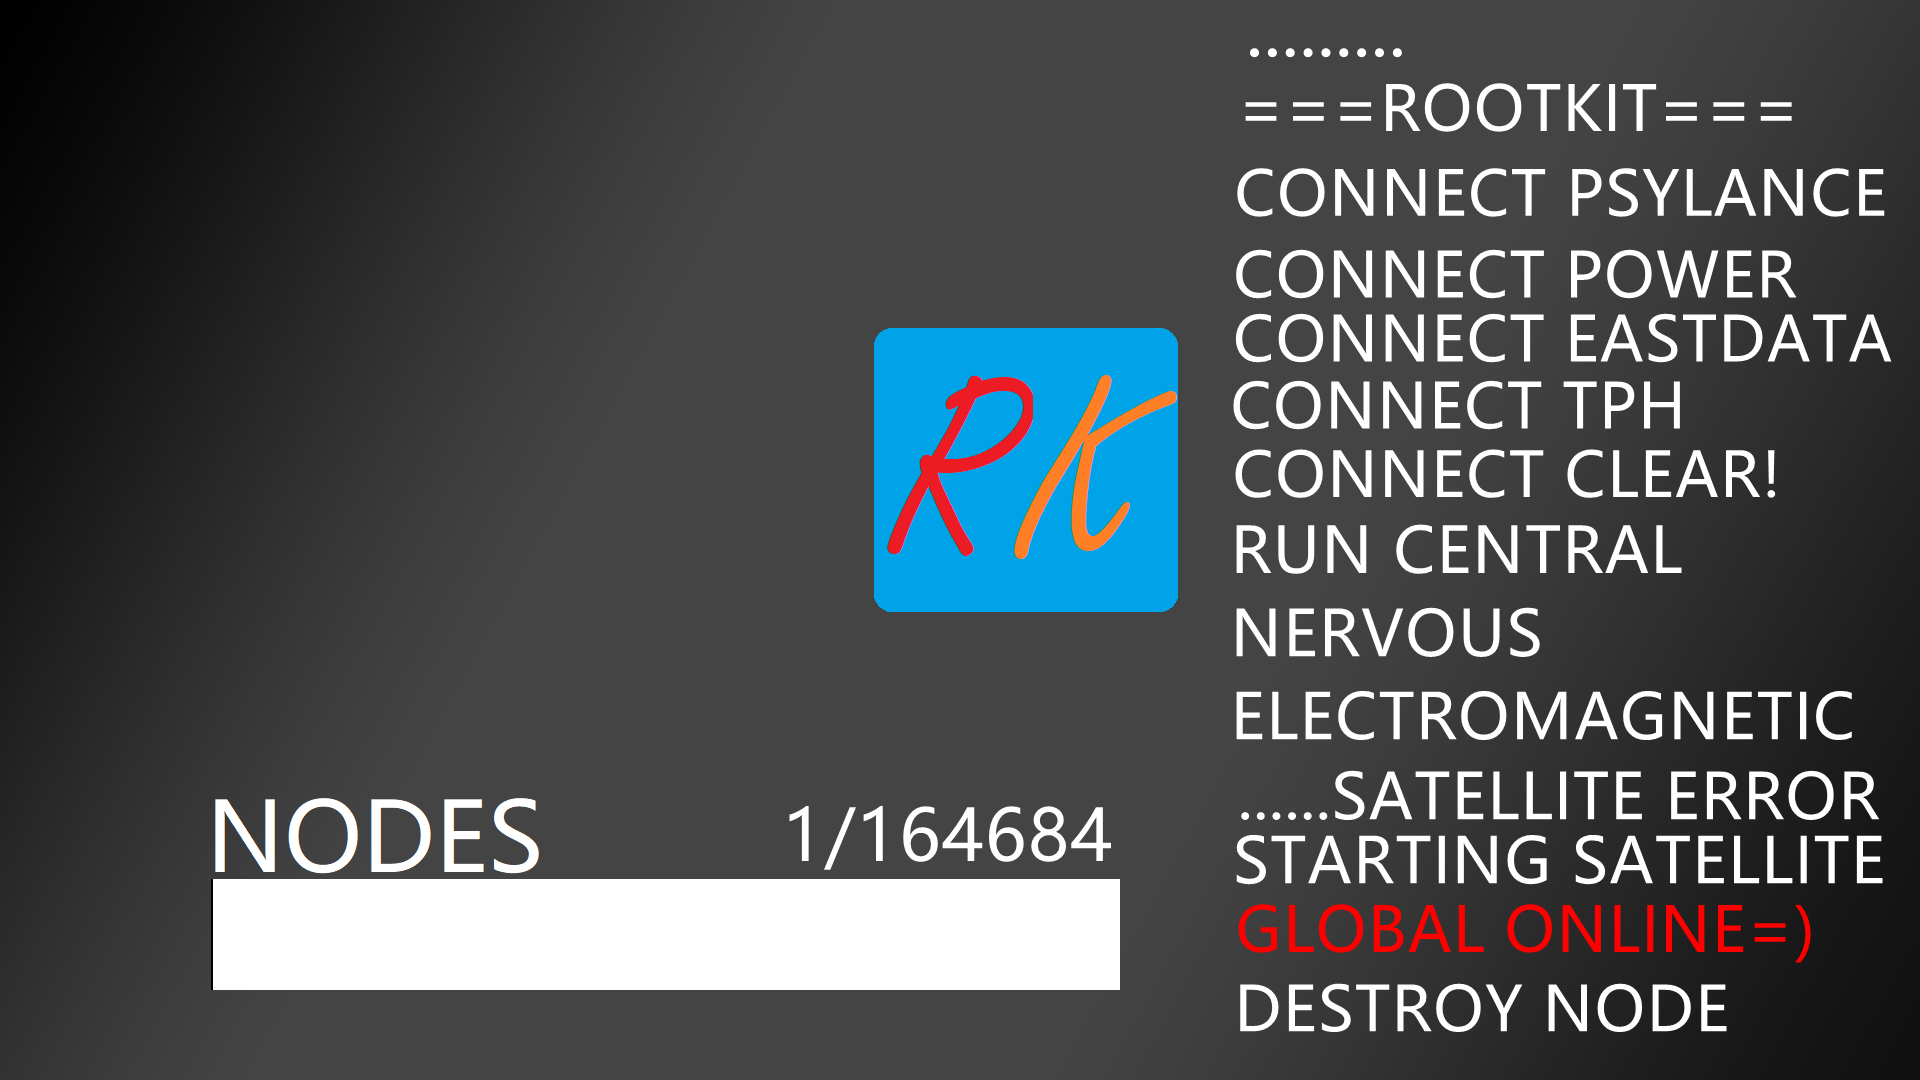 .........
===ROOTKIT===
CONNECT PSYLANCE
CONNECT POWER
CONNECT EASTDATA
CONNECT TPH
CONNECT CLEAR!
RUN CENTRAL
NERVOUS
ELECTROMAGNETIC
......SATELLITE ERROR
STARTING SATELLITE
GLOBAL ONLINE=)
DESTROY NODE
RK
NODES 1/164684